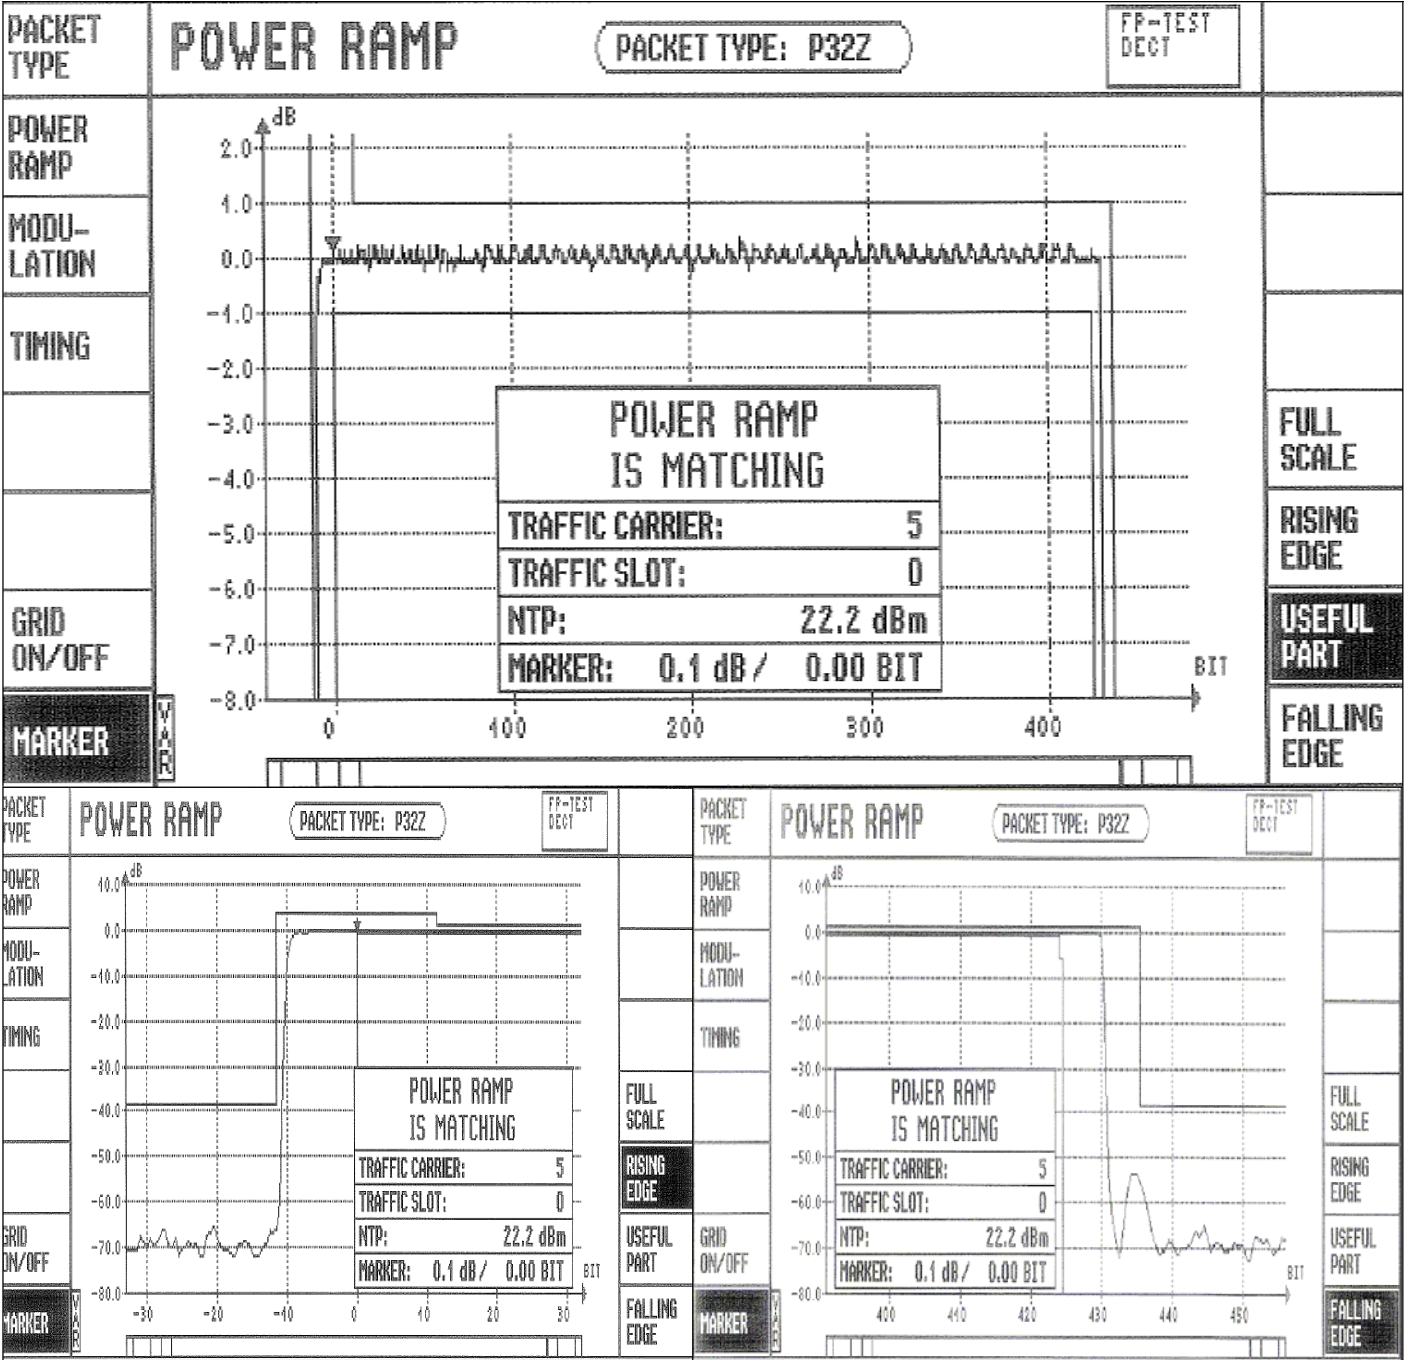 PACKET
TYPE
POWER RAMP
PACKET TYPE: P32Z
FP-TEST
DECT
POWER
RAMP
MODU-
LATION
TIMING
GRID
ON/OFF
MARKER
VAR
dB
2.0
1.0
0.0
-1.0
-2.0
-3.0
-4.0
-5.0
-6.0
-7.0
-8.0
0 100 200 300 400
BIT
POWER RAMP
IS MATCHING
TRAFFIC CARRIER: 5
TRAFFIC SLOT: 0
NTP: 22.2 dBm
MARKER: 0.1 dB / 0.00 BIT
FULL
SCALE
RISING
EDGE
USEFUL
PART
FALLING
EDGE
PACKET
TYPE
POWER RAMP
PACKET TYPE: P32Z
FP-TEST
DECT
POWER
RAMP
MODU-
LATION
TIMING
GRID
ON/OFF
MARKER
VAR
dB
10.0
0.0
-10.0
-20.0
-30.0
-40.0
-50.0
-60.0
-70.0
-80.0
-30 -20 -10 0 10 20 30
BIT
POWER RAMP
IS MATCHING
TRAFFIC CARRIER: 5
TRAFFIC SLOT: 0
NTP: 22.2 dBm
MARKER: 0.1 dB / 0.00 BIT
FULL
SCALE
RISING
EDGE
USEFUL
PART
FALLING
EDGE
PACKET
TYPE
POWER RAMP
PACKET TYPE: P32Z
FP-TEST
DECT
POWER
RAMP
MODU-
LATION
TIMING
GRID
ON/OFF
MARKER
VAR
dB
10.0
0.0
-10.0
-20.0
-30.0
-40.0
-50.0
-60.0
-70.0
-80.0
400 410 420 430 440 450
BIT
POWER RAMP
IS MATCHING
TRAFFIC CARRIER: 5
TRAFFIC SLOT: 0
NTP: 22.2 dBm
MARKER: 0.1 dB / 0.00 BIT
FULL
SCALE
RISING
EDGE
USEFUL
PART
FALLING
EDGE